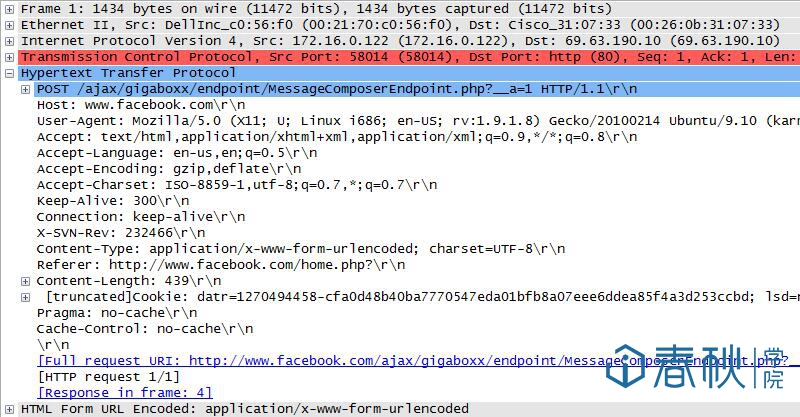 Frame 1: 1434 bytes on wire (11472 bits), 1434 bytes captured (11472 bits)
Ethernet II, Src: DellInc_c0:56:f0 (00:21:70:c0:56:f0), Dst: Cisco_31:07:33 (00:26:0b:31:07:33)
Internet Protocol Version 4, Src: 172.16.0.122 (172.16.0.122), Dst: 69.63.190.10 (69.63.190.10)
Transmission Control Protocol, Src Port: 58014 (58014), Dst Port: http (80), Seq: 1, Ack: 1, Len:
Hypertext Transfer Protocol
POST /ajax/gigaboxx/endpoint/MessageComposerEndpoint.php?__a=1 HTTP/1.1\r\n
Host: www.facebook.com\r\n
User-Agent: Mozilla/5.0 (X11; U; Linux i686; en-US; rv:1.9.1.8) Gecko/20100214 Ubuntu/9.10 (kar
Accept: text/html,application/xhtml+xml,application/xml;q=0.9,*/*;q=0.8\r\n
Accept-Language: en-us,en;q=0.5\r\n
Accept-Encoding: gzip,deflate\r\n
Accept-Charset: ISO-8859-1,utf-8;q=0.7,*;q=0.7\r\n
Keep-Alive: 300\r\n
Connection: keep-alive\r\n
X-SVN-Rev: 232466\r\n
Content-Type: application/x-www-form-urlencoded; charset=UTF-8\r\n
Referer: http://www.facebook.com/home.php?\r\n
Content-Length: 439\r\n
[truncated]Cookie: datr=1270494458-cfa0d48b40ba7770547eda01bfb8a07eee6ddea85f4a3d253ccbd; lsd=
Pragma: no-cache\r\n
Cache-Control: no-cache\r\n
\r\n
[Full request URI: http://www.facebook.com/ajax/gigaboxx/endpoint/MessageComposerEndpoint.php?_
[HTTP request 1/1]
[Response in frame: 4]
HTML Form URL Encoded: application/x-www-form-urlencoded
春秋学院